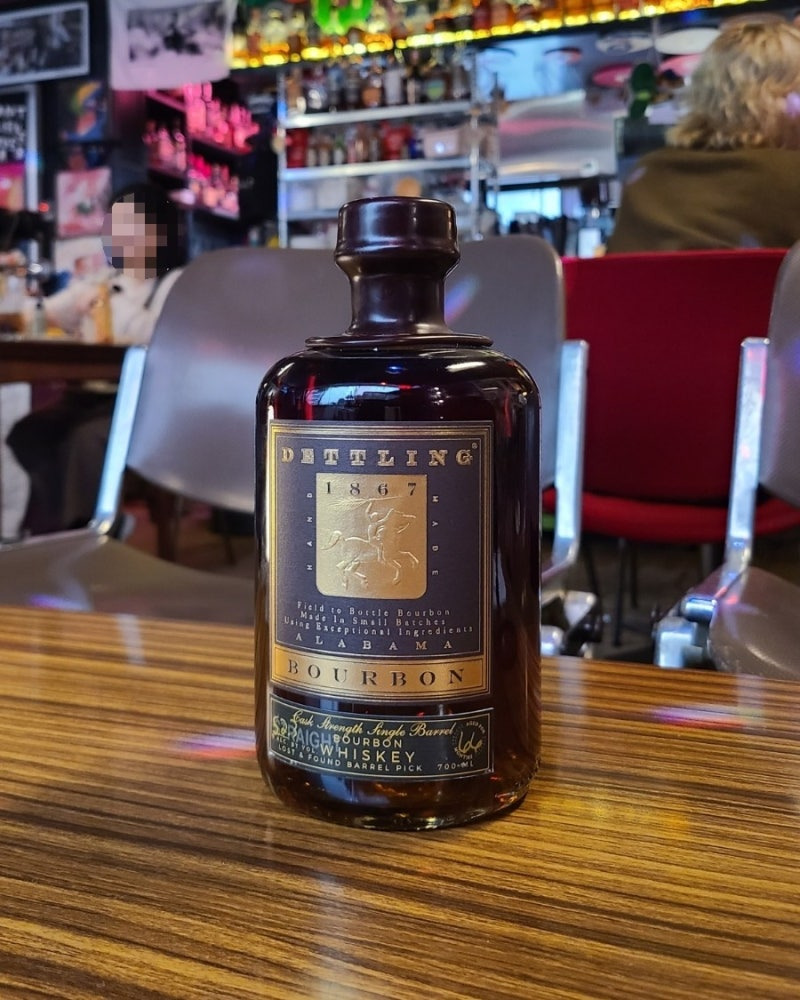 DETTLING®
1867
HAND
MADE
Field to Bottle Bourbon
Made In Small Batches
Using Exceptional Ingredients
ALABAMA
BOURBON
Cask Strength Single Barrel
STRAIGHT BOURBON
WHISKEY
LOST & FOUND BARREL PICK 700 ML